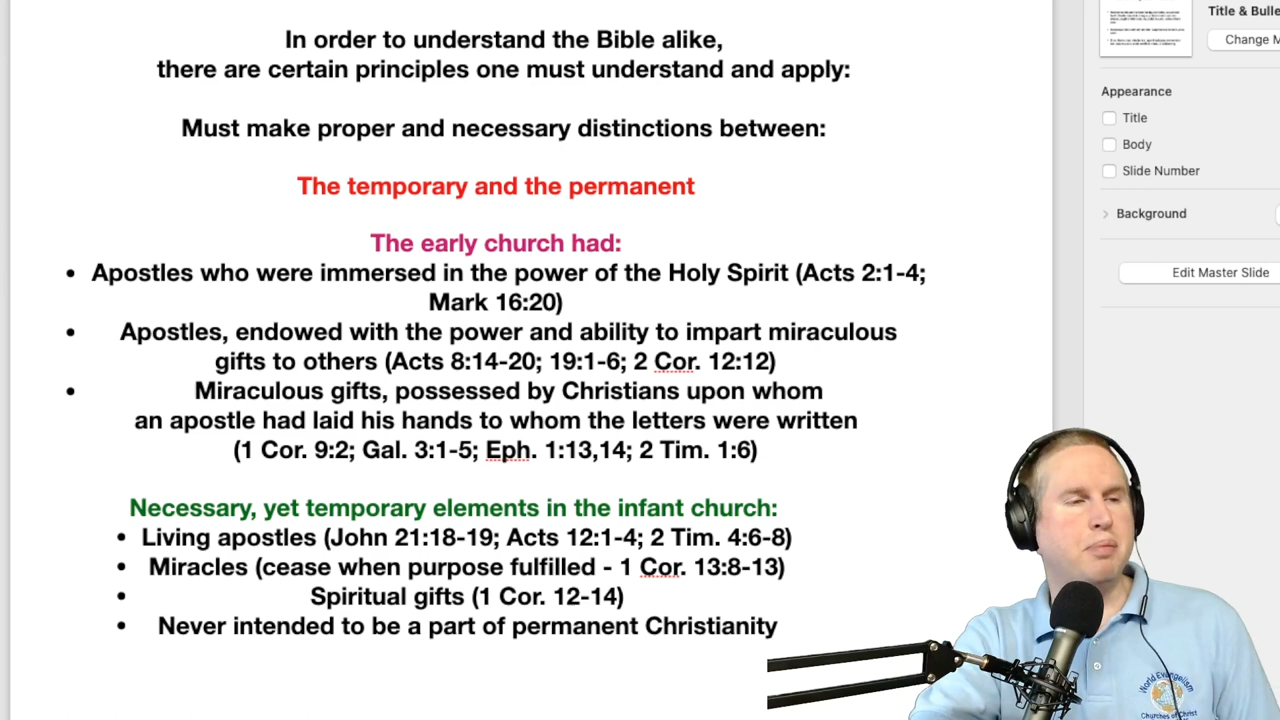 In order to understand the Bible alike,
there are certain principles one must understand and apply:
Must make proper and necessary distinctions between:
The temporary and the permanent
The early church had:
• Apostles who were immersed in the power of the Holy Spirit (Acts 2:1-4;
Mark 16:20)
• Apostles, endowed with the power and ability to impart miraculous
gifts to others (Acts 8:14-20; 19:1-6; 2 Cor. 12:12)
• Miraculous gifts, possessed by Christians upon whom
an apostle had laid his hands to whom the letters were written
(1 Cor. 9:2; Gal. 3:1-5; Eph. 1:13,14; 2 Tim. 1:6)
Necessary, yet temporary elements in the infant church:
• Living apostles (John 21:18-19; Acts 12:1-4; 2 Tim. 4:6-8)
• Miracles (cease when purpose fulfilled - 1 Cor. 13:8-13)
• Spiritual gifts (1 Cor. 12-14)
• Never intended to be a part of permanent Christianity
Title & Bulle
Change M
Appearance
Title
Body
Slide Number
Background
Edit Master Slide
World Evangelism
Churches of Christ